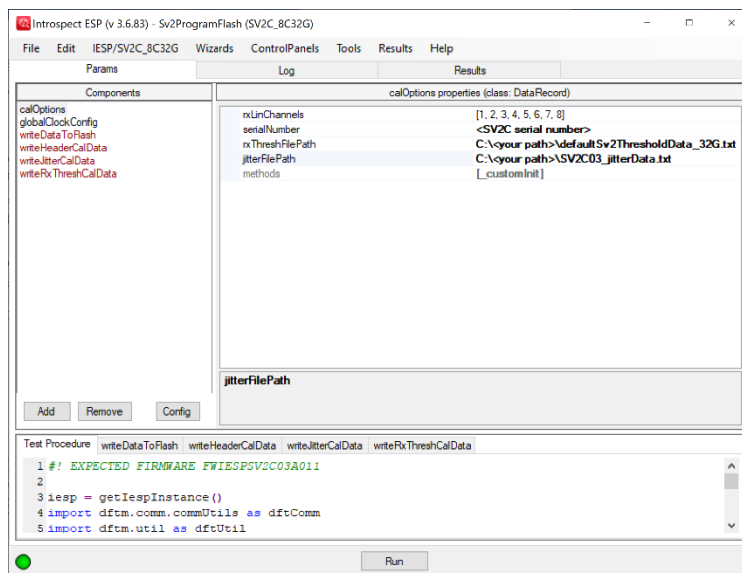 Introspect ESP (v 3.6.83) - Sv2ProgramFlash (SV2C_8C32G)
File Edit IESP/SV2C_8C32G Wizards ControlPanels Tools Results Help
Params Log Results
Components
calOptions
globalClockConfig
writeDataToFlash
writeHeaderCalData
writeJitterCalData
writeRxThreshCalData
Add Remove Config
calOptions properties (class: DataRecord)
rxLinChannels [1, 2, 3, 4, 5, 6, 7, 8]
serialNumber <SV2C serial number>
rxThreshFilePath C:\<your path>\defaultSv2ThresholdData_32G.txt
jitterFilePath C:\<your path>\SV2C03_jitterData.txt
methods [_customInit]
jitterFilePath
Test Procedure writeDataToFlash writeHeaderCalData writeJitterCalData writeRxThreshCalData
1 #! EXPECTED FIRMWARE FWIESPSV2C03A011
2
3 iesp = getIespInstance()
4 import dftm.comm.commUtils as dftComm
5 import dftm.util as dftUtil
Run